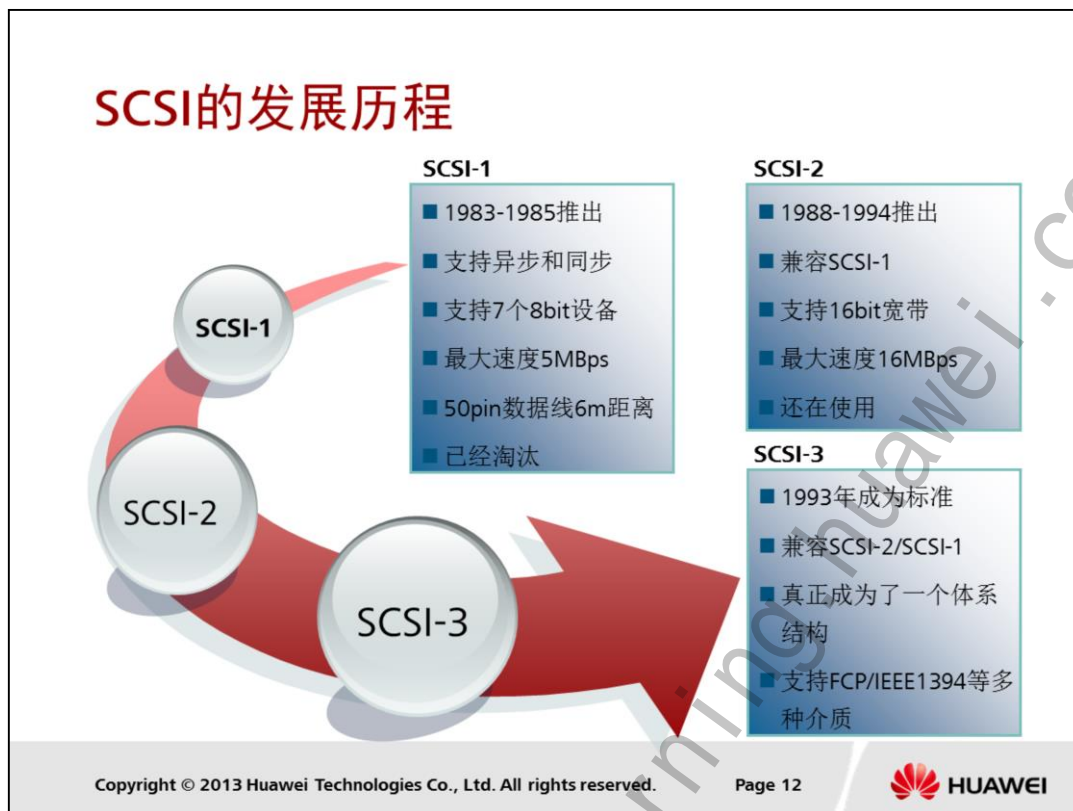 SCSI的发展历程
SCSI-1
SCSI-2
SCSI-3
SCSI-1
1983-1985推出
支持异步和同步
支持7个8bit设备
最大速度5MBps
50pin数据线6m距离
已经淘汰
SCSI-2
1988-1994推出
兼容SCSI-1
支持16bit宽带
最大速度16MBps
还在使用
SCSI-3
1993年成为标准
兼容SCSI-2/SCSI-1
真正成为了一个体系
结构
支持FCP/IEEE1394等多
种介质
rning.huawei.co
Copyright © 2013 Huawei Technologies Co., Ltd. All rights reserved.
Page 12
HUAWEI